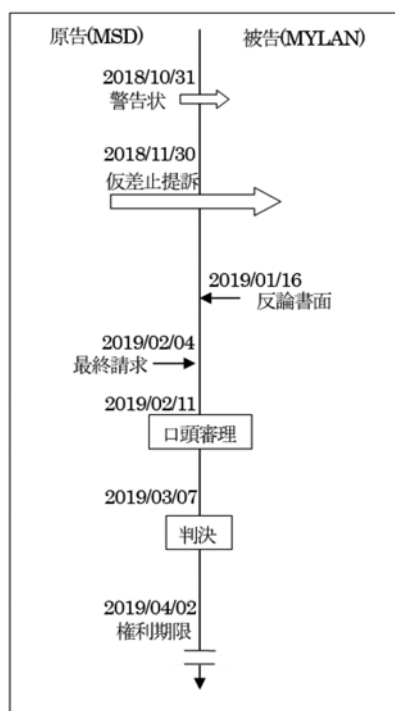 原告(MSD) 被告(MYLAN)
2018/10/31
警告状
2018/11/30
仮差止提訴
2019/01/16
反論書面
2019/02/04
最終請求
2019/02/11
口頭審理
2019/03/07
判決
2019/04/02
権利期限